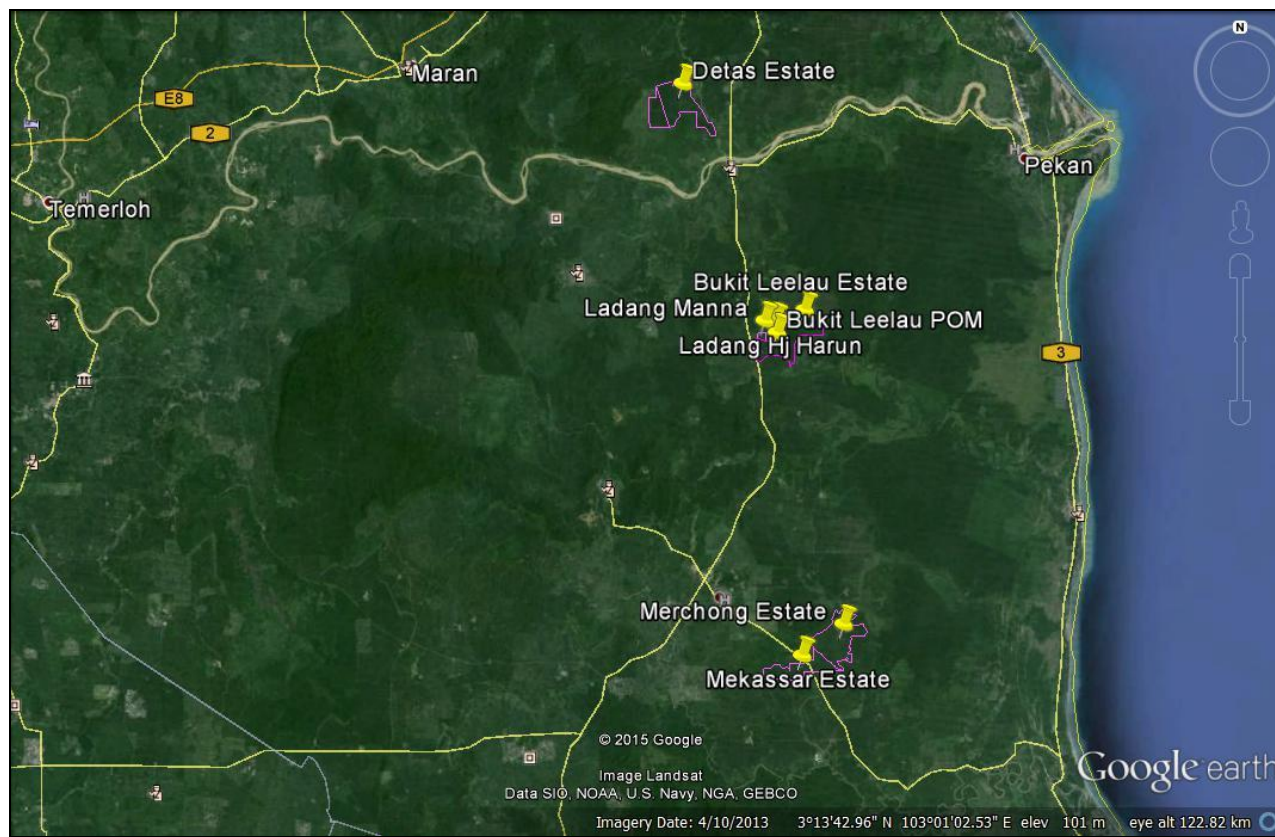 N
Maran
Detas Estate
E8
2
Pekan
Temerloh
Bukit Leelau Estate
Ladang Manna
Bukit Leelau POM
Ladang Hj Harun
3
Merchong Estate
Mekassar Estate
© 2015 Google
Image Landsat
Data SIO, NOAA, U.S. Navy, NGA, GEBCO
Google earth
Imagery Date: 4/10/2013 3°13'42.96" N 103°01'02.53" E elev 101 m eye alt 122.82 km